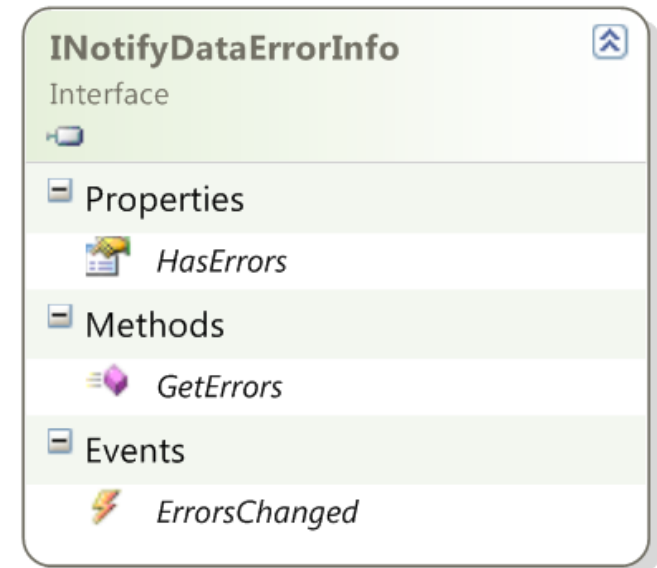 INotifyDataErrorInfo
Interface
Properties
HasErrors
Methods
GetErrors
Events
ErrorsChanged